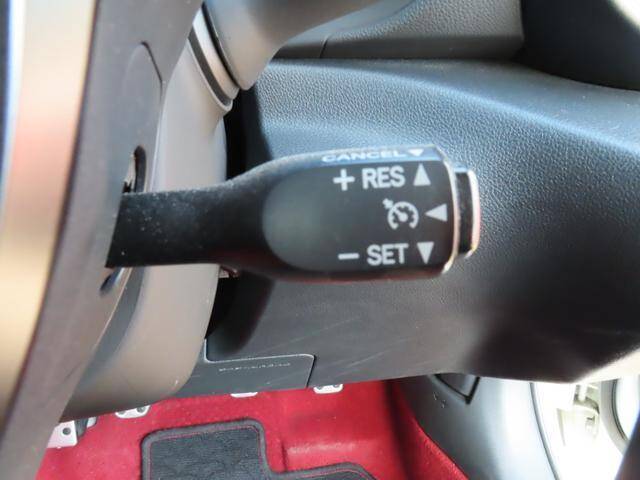 CANCEL ▼
+ RES ▲
◀
− SET ▼